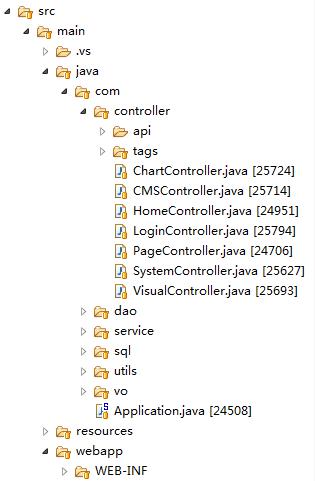 src
main
.vs
java
com
controller
api
tags
ChartController.java [25724]
CMSController.java [25714]
HomeController.java [24951]
LoginController.java [25794]
PageController.java [24706]
SystemController.java [25627]
VisualController.java [25693]
dao
service
sql
utils
vo
Application.java [24508]
resources
webapp
WEB-INF